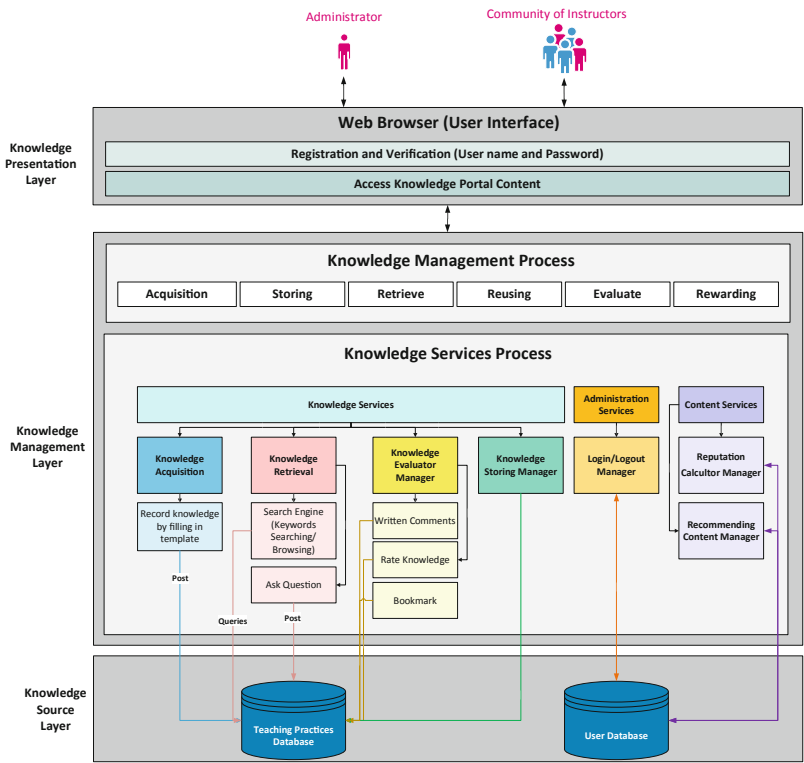 Administrator
Community of Instructors
Knowledge
Presentation
Layer
Web Browser (User Interface)
Registration and Verification (User name and Password)
Access Knowledge Portal Content
Knowledge
Management
Layer
Knowledge Management Process
Acquisition
Storing
Retrieve
Reusing
Evaluate
Rewarding
Knowledge Services Process
Knowledge Services
Administration
Services
Content Services
Knowledge
Acquisition
Knowledge
Retrieval
Knowledge
Evaluator
Manager
Knowledge
Storing Manager
Login/Logout
Manager
Reputation
Calcultor Manager
Record knowledge
by filling in
template
Search Engine
(Keywords
Searching/
Browsing)
Written Comments
Recommending
Content Manager
Rate Knowledge
Ask Question
Bookmark
Post
Queries
Post
Knowledge
Source
Layer
Teaching Practices
Database
User Database